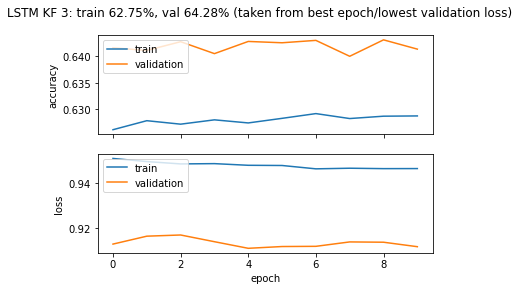 LSTM KF 3: train 62.75%, val 64.28% (taken from best epoch/lowest validation loss)
0.640
0.635
0.630
accuracy
train
validation
0.94
0.92
loss
train
validation
0 2 4 6 8
epoch